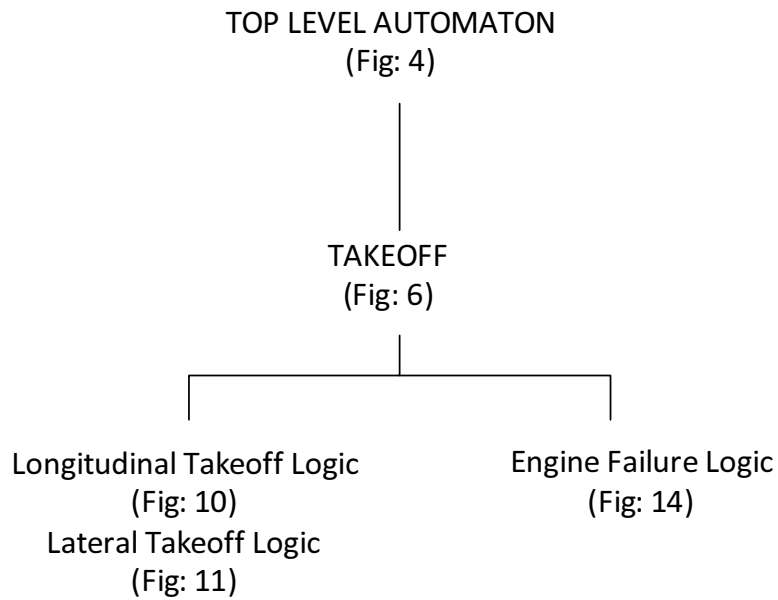 TOP LEVEL AUTOMATON
(Fig: 4)
TAKEOFF
(Fig: 6)
Longitudinal Takeoff Logic
(Fig: 10)
Lateral Takeoff Logic
(Fig: 11)
Engine Failure Logic
(Fig: 14)